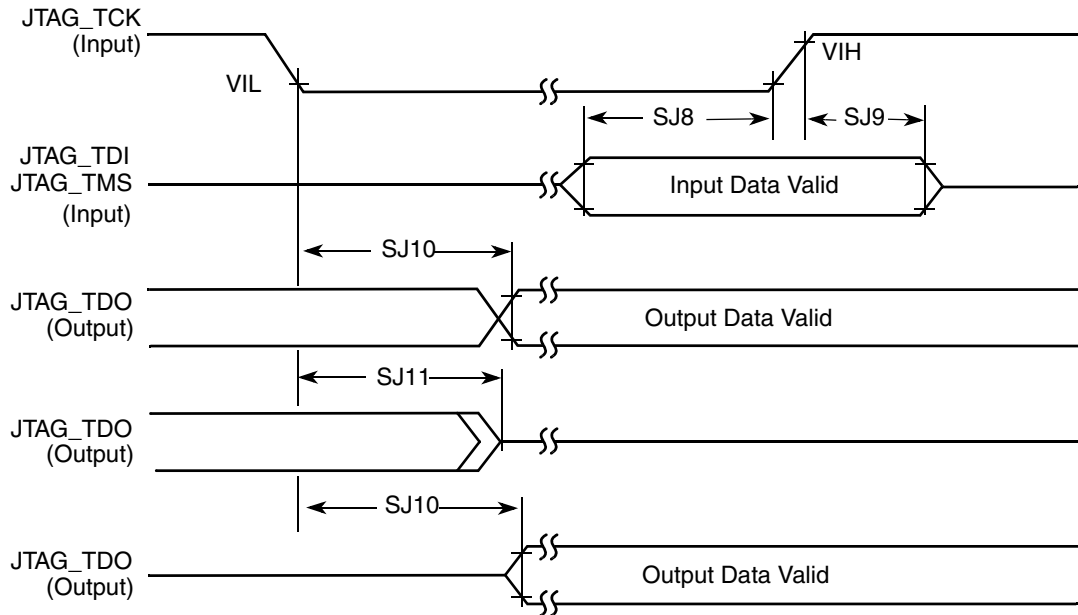 JTAG_TCK
(Input)
VIL
VIH
SJ8
SJ9
JTAG_TDI
JTAG_TMS
(Input)
Input Data Valid
SJ10
JTAG_TDO
(Output)
Output Data Valid
SJ11
JTAG_TDO
(Output)
SJ10
JTAG_TDO
(Output)
Output Data Valid